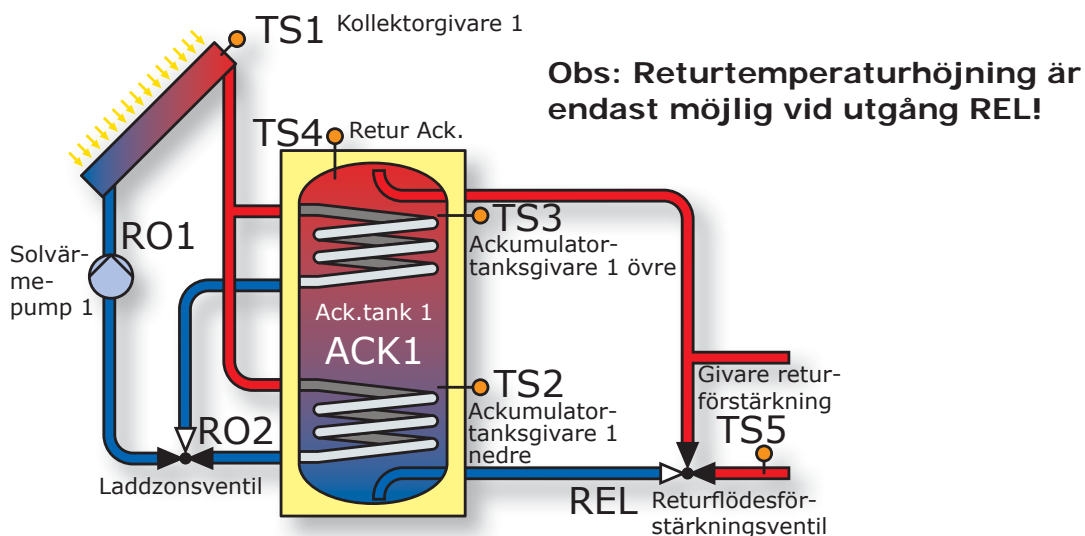 TS1 Kollektorgivare 1
Obs: Returtemperaturhöjning är
endast möjlig vid utgång REL!
TS4 Retur Ack.
RO1
Solvär-
me-
pump 1
TS3
Ackumulator-
tanksgivare 1 övre
Ack.tank 1
ACK1
TS2
Ackumulator-
tanksgivare 1
nedre
Givare retur-
förstärkning
TS5
RO2
Laddzonsventil
REL
Returflödesför-
stärkningsventil